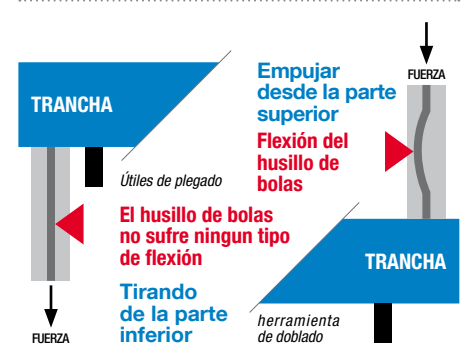 TRANCHA
Útiles de plegado
El husillo de bolas
no sufre ningun tipo
de flexión
Tirando
de la parte
inferior
FUERZA
Empujar
desde la parte
superior
Flexión del
husillo de
bolas
FUERZA
TRANCHA
herramienta
de doblado